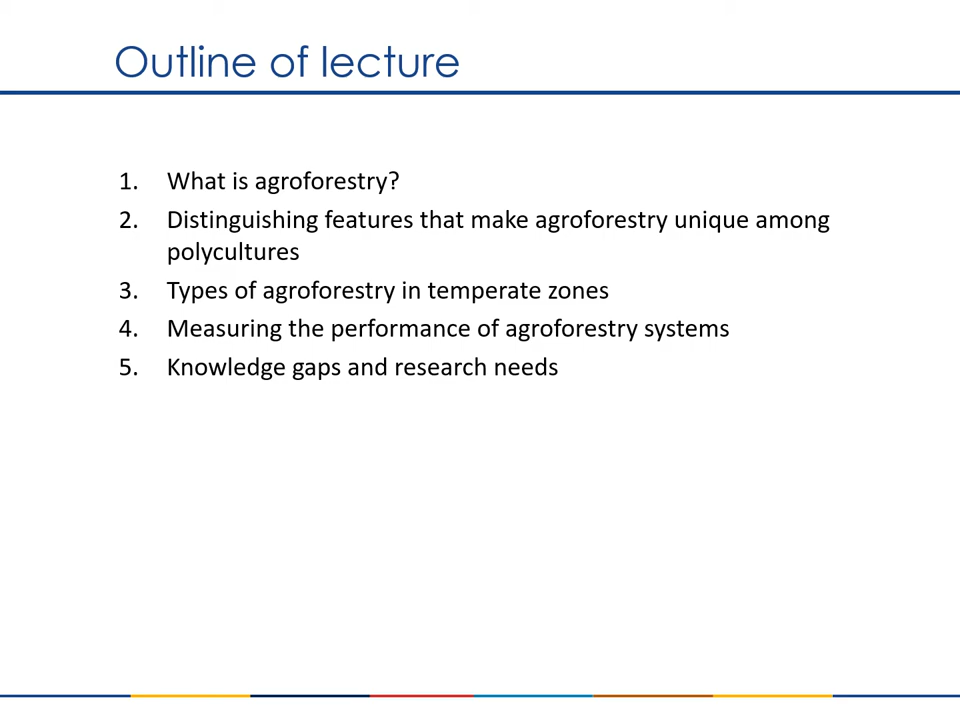 Outline of lecture
1. What is agroforestry?
2. Distinguishing features that make agroforestry unique among
polycultures
3. Types of agroforestry in temperate zones
4. Measuring the performance of agroforestry systems
5. Knowledge gaps and research needs